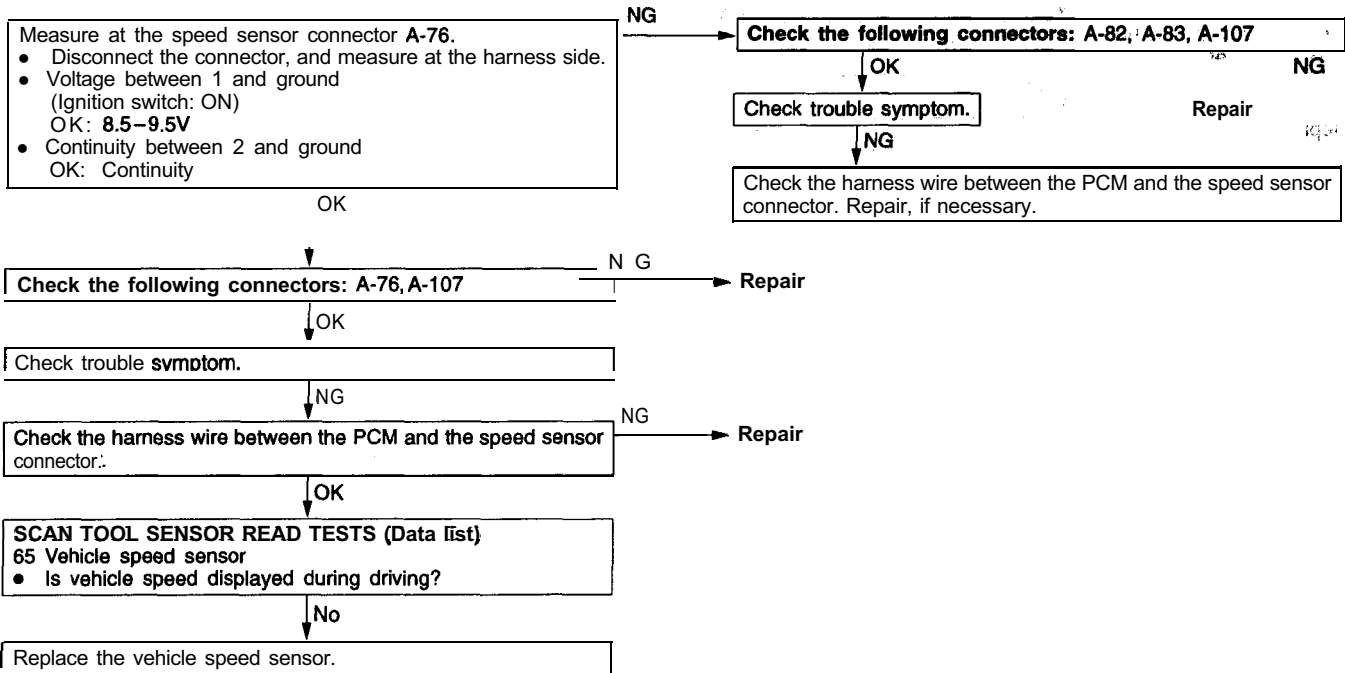 Measure at the speed sensor connector A-76.
● Disconnect the connector, and measure at the harness side.
● Voltage between 1 and ground
(Ignition switch: ON)
OK: 8.5–9.5V
● Continuity between 2 and ground
OK: Continuity
NG
Check the following connectors: A-82, A-83, A-107
OK
NG
Check trouble symptom.
Repair
NG
Check the harness wire between the PCM and the speed sensor
connector. Repair, if necessary.
OK
Check the following connectors: A-76, A-107
N G
Repair
OK
Check trouble symptom.
NG
Check the harness wire between the PCM and the speed sensor
connector.
NG
Repair
OK
SCAN TOOL SENSOR READ TESTS (Data list)
65 Vehicle speed sensor
● Is vehicle speed displayed during driving?
No
Replace the vehicle speed sensor.